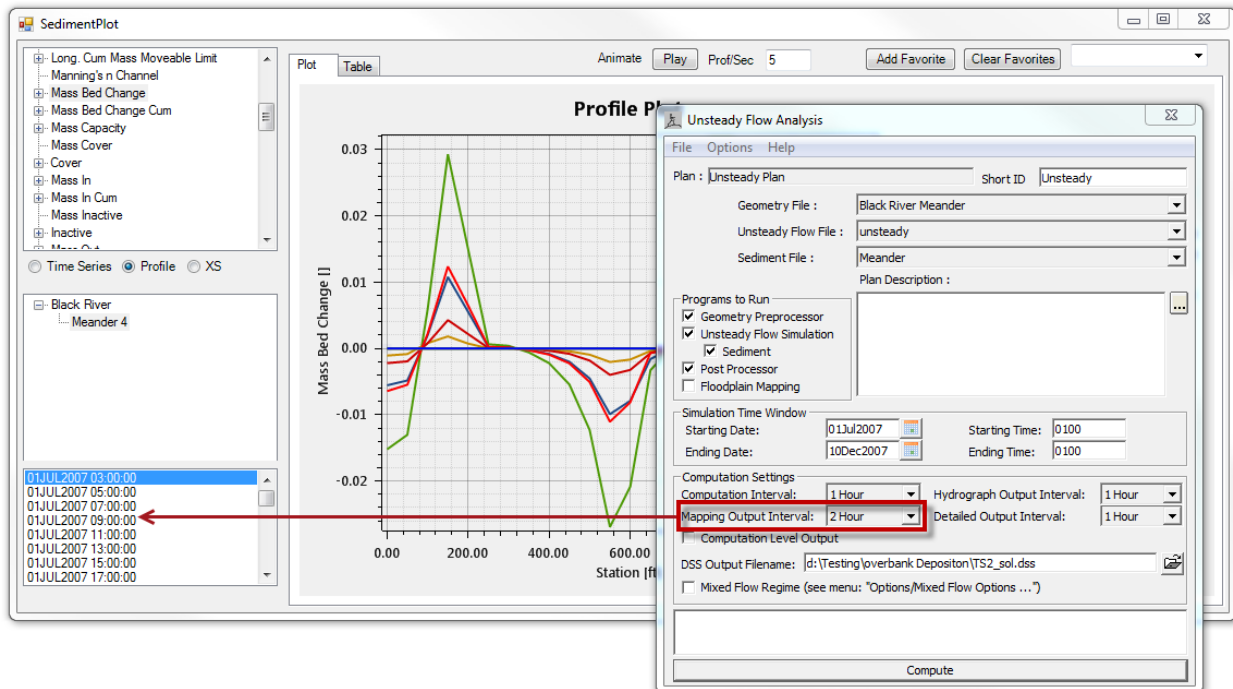 SedimentPlot
Long. Cum Mass Moveable Limit
Manning's n Channel
Mass Bed Change
Mass Bed Change Cum
Mass Capacity
Mass Cover
Cover
Mass In
Mass In Cum
Mass Inactive
Inactive
Time Series Profile XS
Black River
Meander 4
01JUL2007 03:00:00
01JUL2007 05:00:00
01JUL2007 07:00:00
01JUL2007 09:00:00
01JUL2007 11:00:00
01JUL2007 13:00:00
01JUL2007 15:00:00
01JUL2007 17:00:00
Plot Table
Animate Play Prof/Sec 5 Add Favorite Clear Favorites
Profile
Mass Bed Change []
0.03
0.02
0.01
0.00
-0.01
-0.02
0.00 200.00 400.00 600.00
Station [ft
Unsteady Flow Analysis
File Options Help
Plan : Unsteady Plan Short ID Unsteady
Geometry File : Black River Meander
Unsteady Flow File : unsteady
Sediment File : Meander
Plan Description :
...
Programs to Run
Geometry Preprocessor
Unsteady Flow Simulation
Sediment
Post Processor
Floodplain Mapping
Simulation Time Window
Starting Date: 01Jul2007 Starting Time: 0100
Ending Date: 10Dec2007 Ending Time: 0100
Computation Settings
Computation Interval: 1 Hour Hydrograph Output Interval: 1 Hour
Mapping Output Interval: 2 Hour Detailed Output Interval: 1 Hour
Computation Level Output
DSS Output Filename: d:\Testing\overbank Depositon\TS2_sol.dss
Mixed Flow Regime (see menu: "Options/Mixed Flow Options ...")
Compute